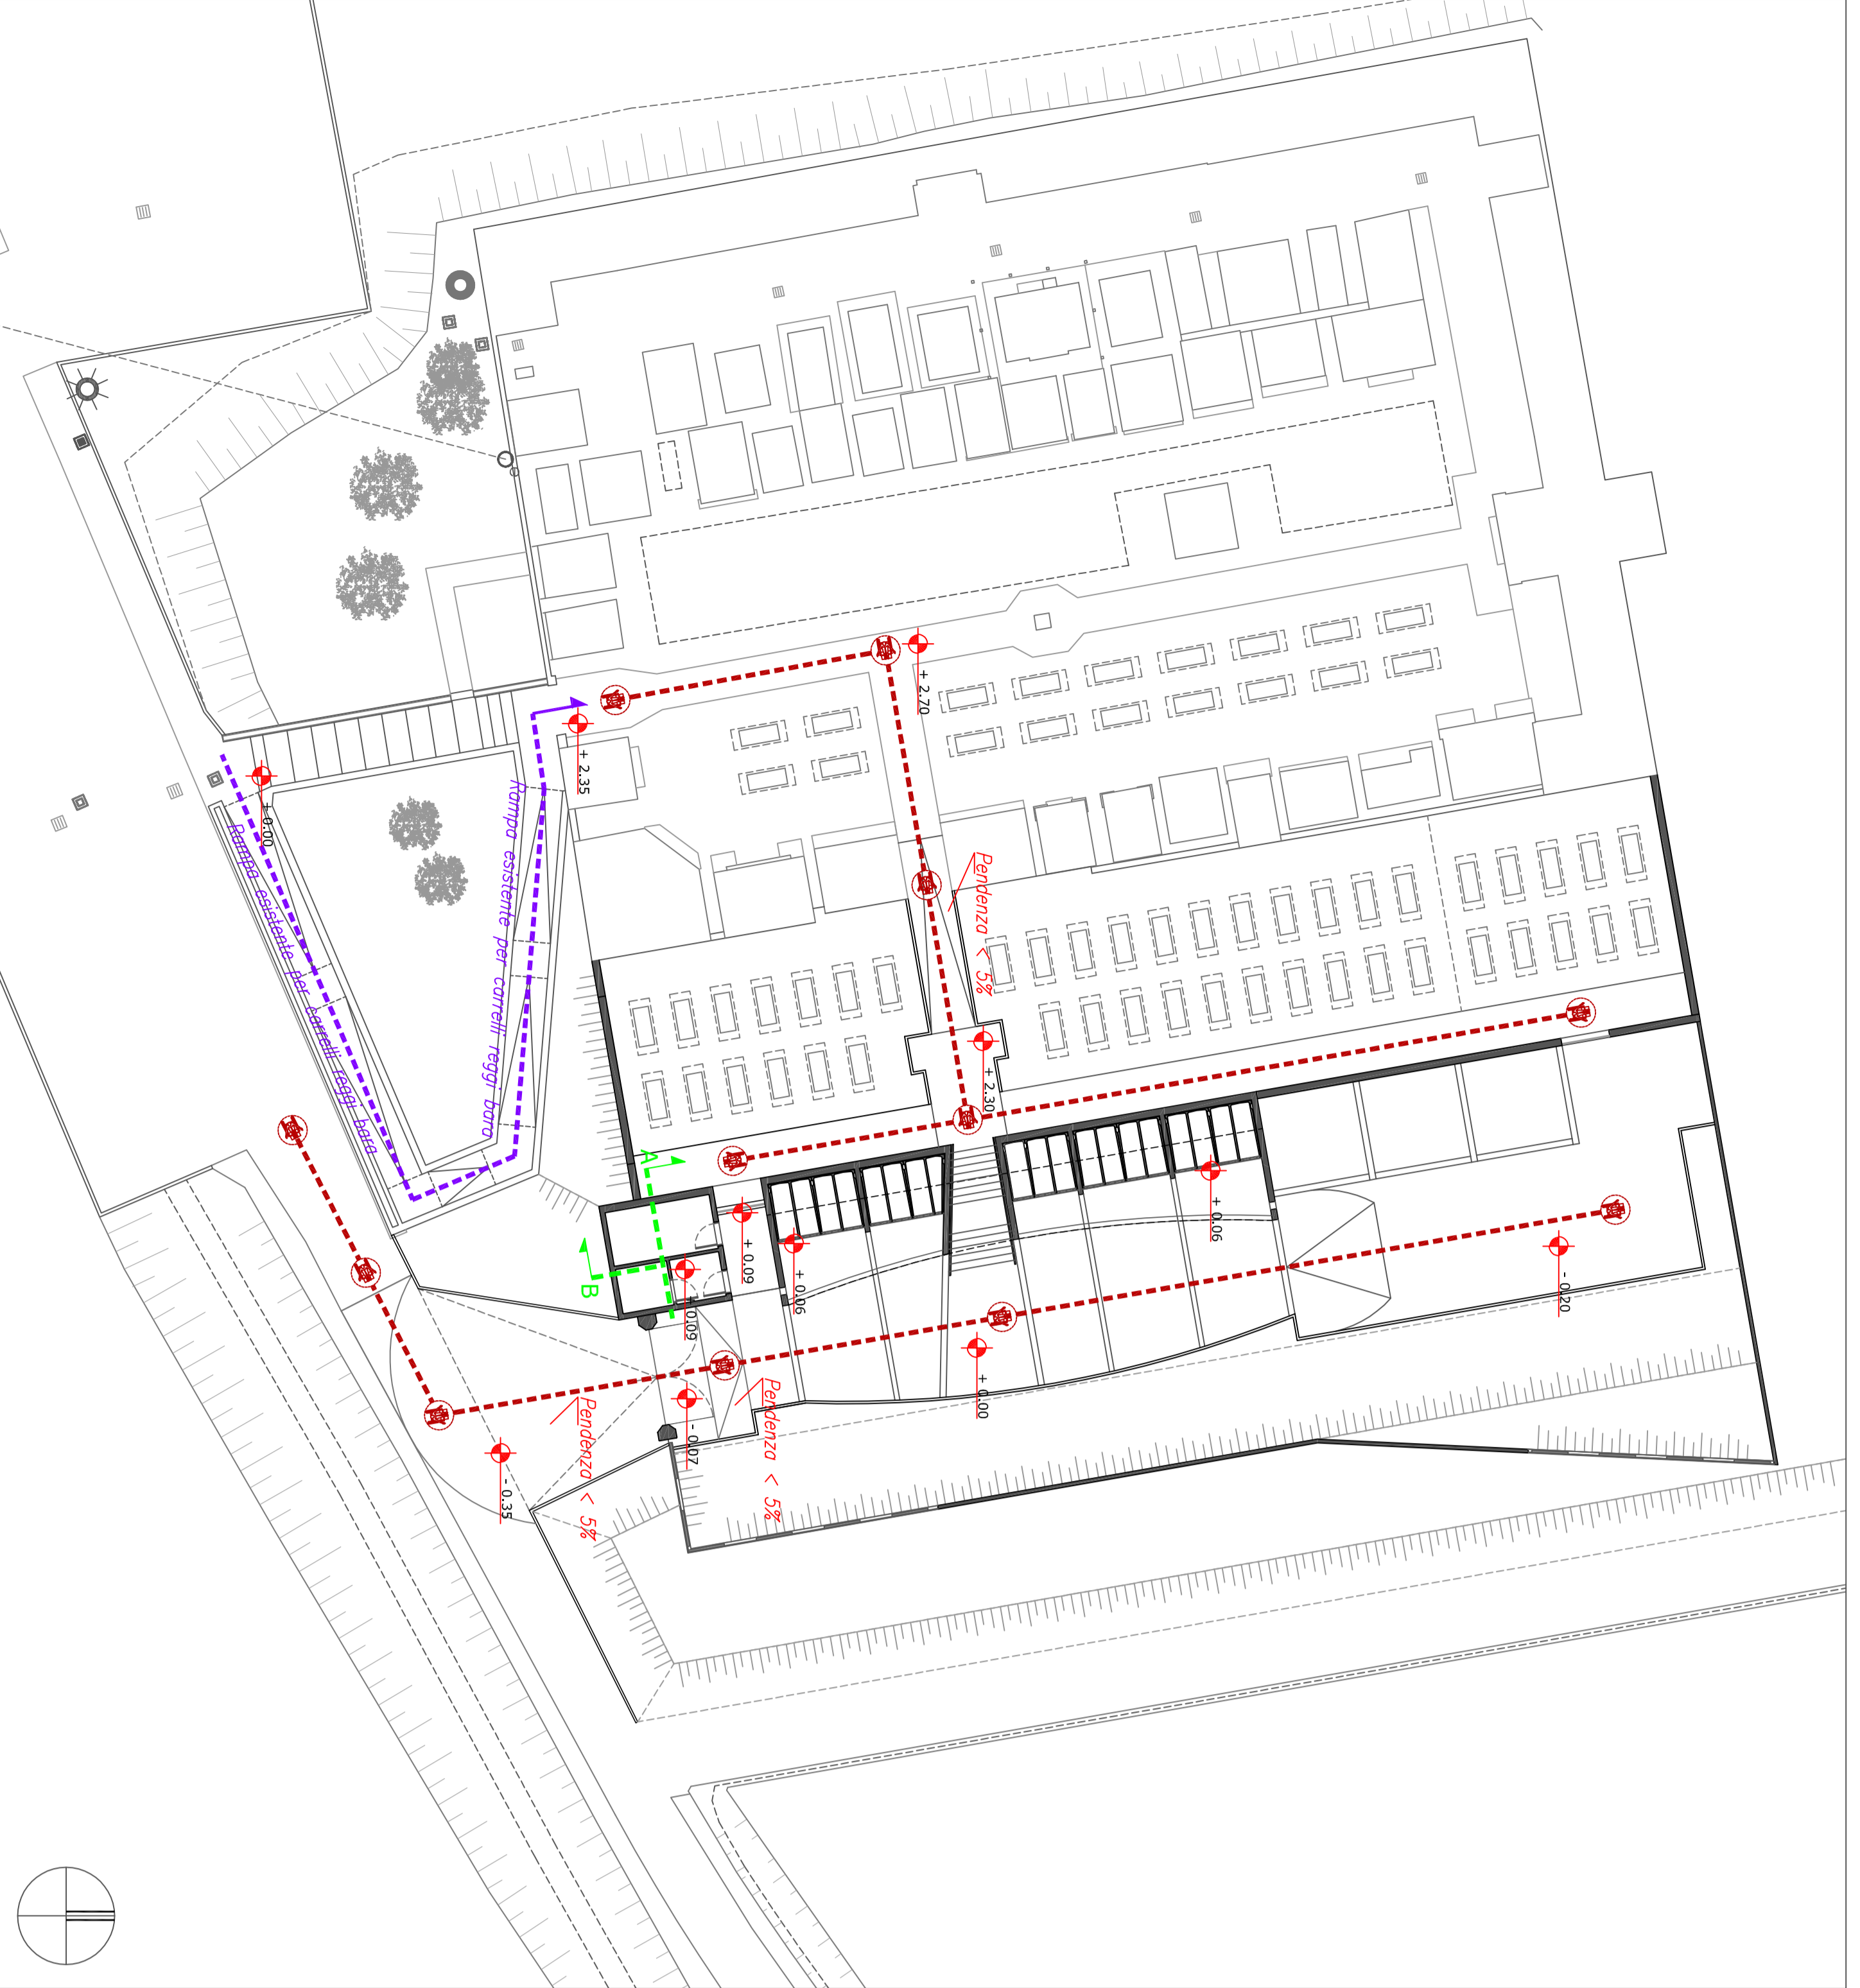 + 2.70
+ 2.35
± 0.00
Rampa esistente per carrelli reggi bara
Rampa esistente per carrelli reggi bara
Pendenza < 5%
+ 2.30
A
B
+ 0.09
+ 0.06
+ 0.06
+ 0.09
- 0.20
± 0.00
- 0.07
- 0.35
Pendenza < 5%
Pendenza < 5%